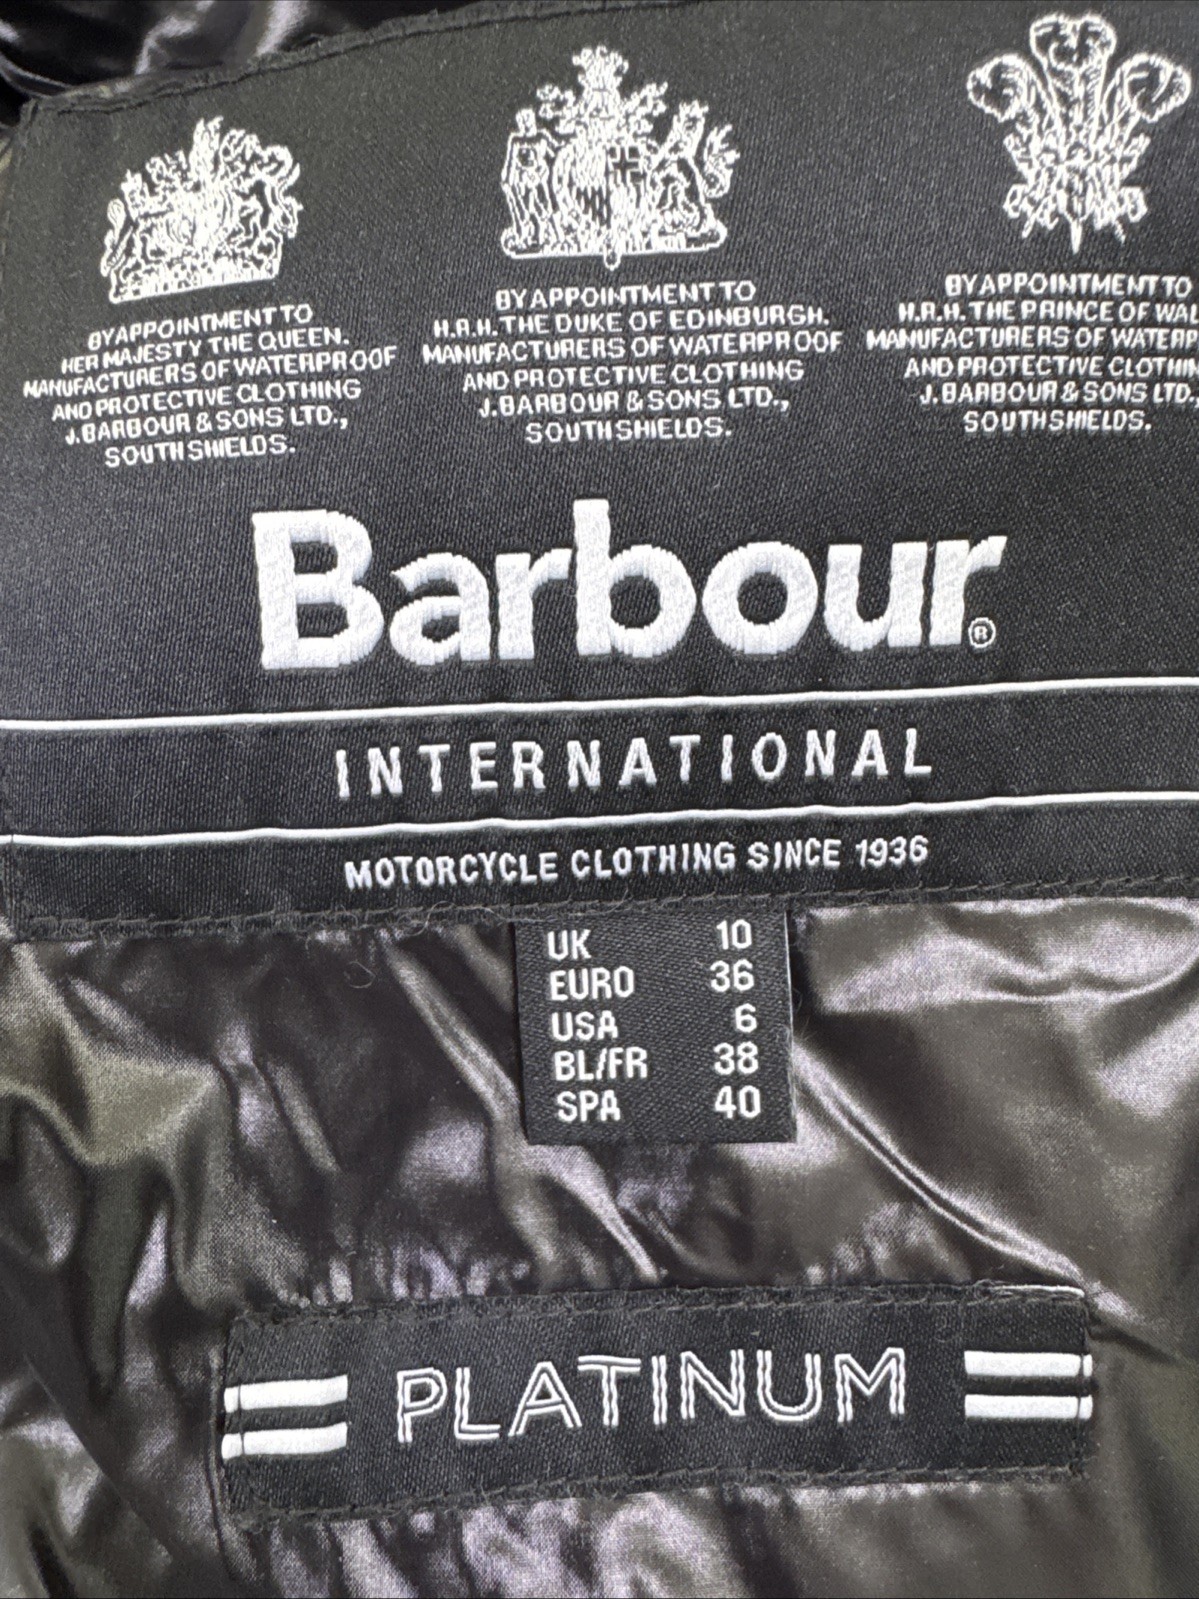 BY APPOINTMENT TO
HER MAJESTY THE QUEEN.
MANUFACTURERS OF WATERPROOF
AND PROTECTIVE CLOTHING
J.BARBOUR & SONS LTD.,
SOUTH SHIELDS.
BY APPOINTMENT TO
H.R.H. THE DUKE OF EDINBURGH.
MANUFACTURERS OF WATERPROOF
AND PROTECTIVE CLOTHING
J.BARBOUR & SONS LTD.,
SOUTH SHIELDS.
BY APPOINTMENT TO
H.R.H. THE PRINCE OF WAL
MANUFACTURERS OF WATERP
AND PROTECTIVE CLOTHIN
J.BARBOUR & SONS LTD.,
SOUTH SHIELDS.
Barbour®
INTERNATIONAL
MOTORCYCLE CLOTHING SINCE 1936
UK 10
EURO 36
USA 6
BL/FR 38
SPA 40
PLATINUM